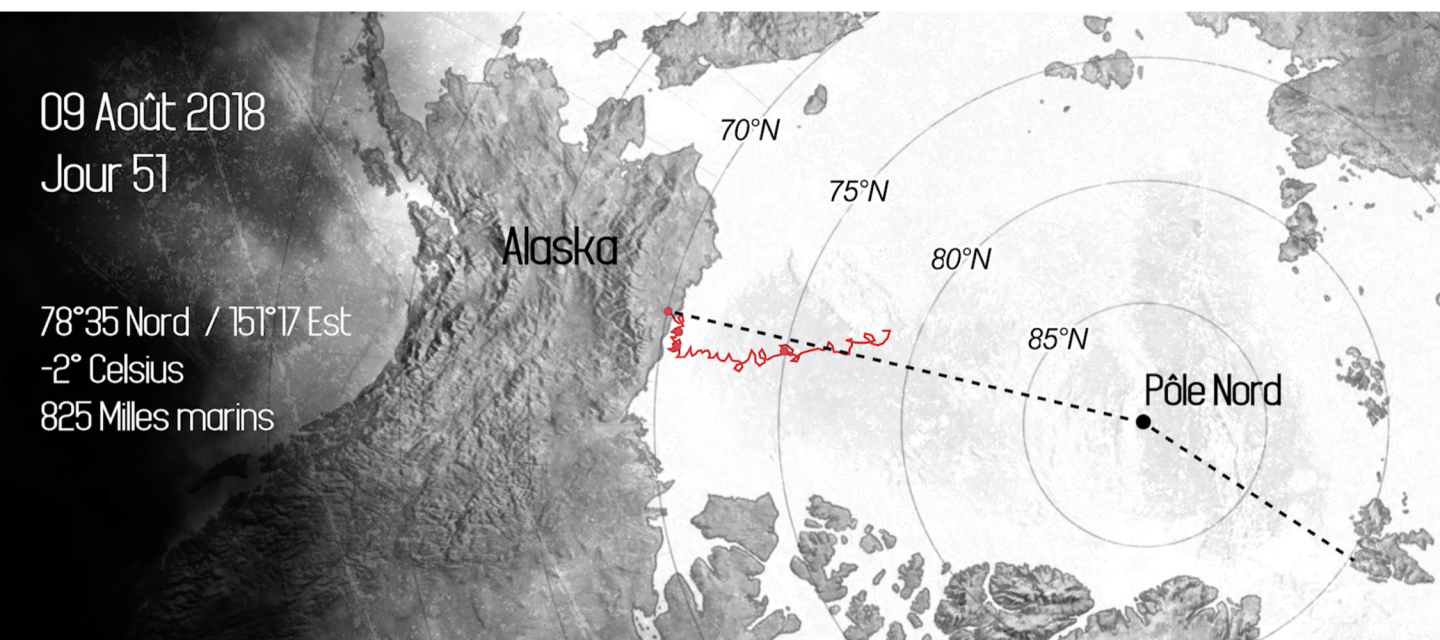 09 Août 2018
Jour 51
78°35 Nord / 151°17 Est
-2° Celsius
825 Milles marins
Alaska
70°N
75°N
80°N
85°N
Pôle Nord